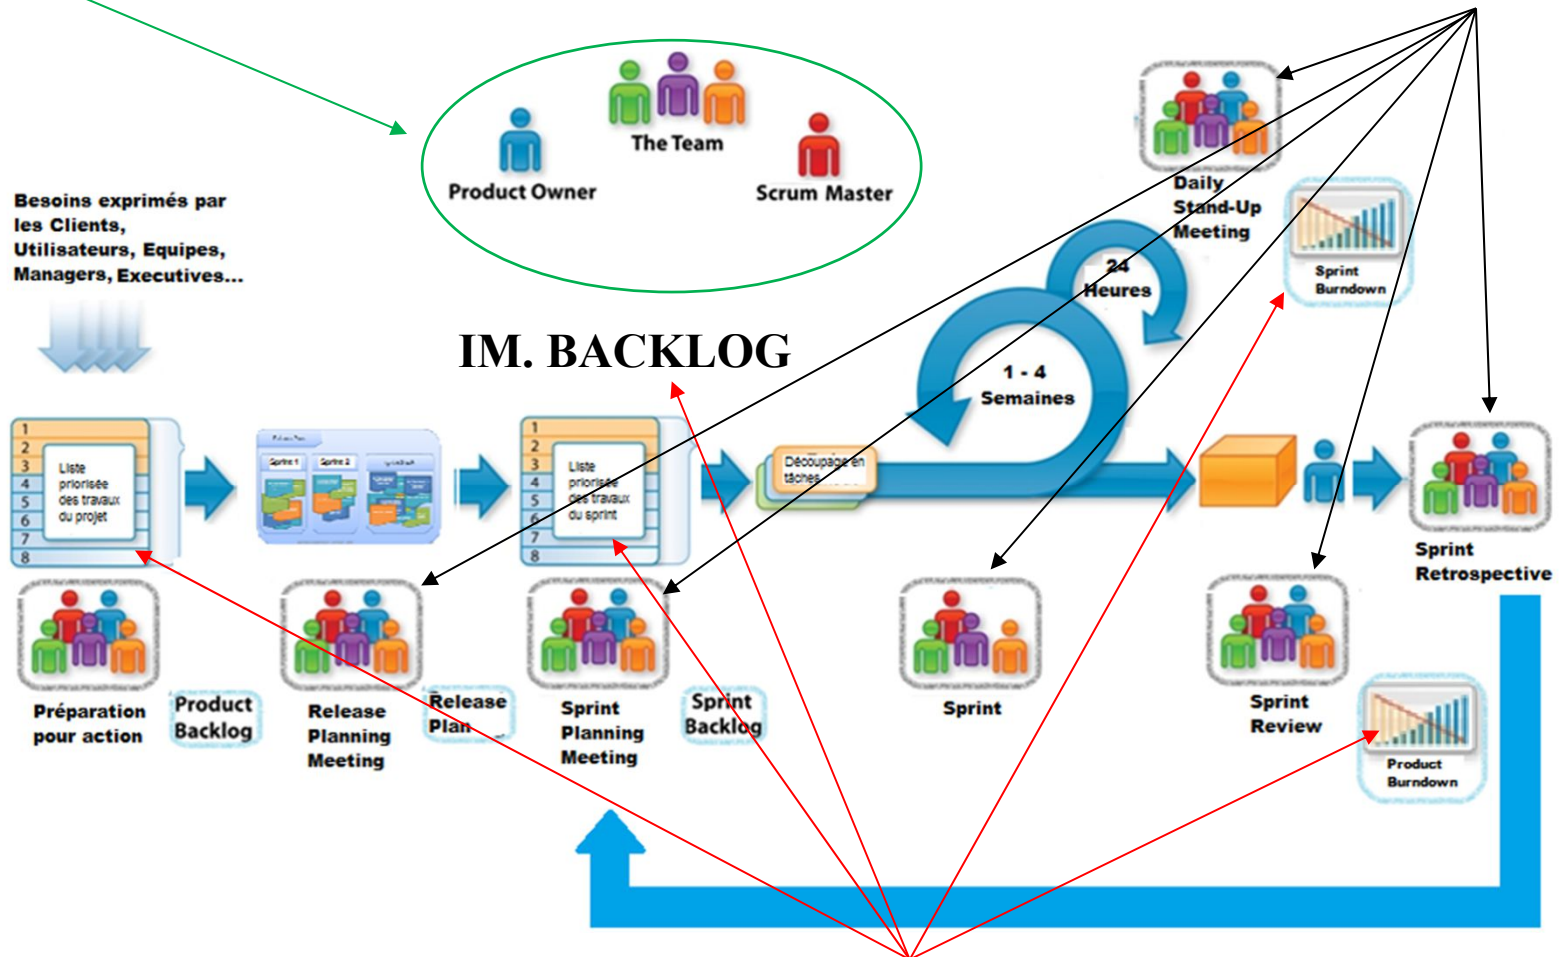 The Team
Product Owner
Scrum Master
Besoins exprimés par
les Clients,
Utilisateurs, Equipes,
Managers, Executives...
Daily
Stand-Up
Meeting
Sprint
Burndown
24
Heures
IM. BACKLOG
1 - 4
Semaines
1
2
3
4
5
6
7
8
Liste
priorisée
des travaux
du projet
Sprint 1
Sprint 2
1
2
3
4
5
6
7
8
Liste
priorisée
des travaux
du sprint
Découpage en
tâches
Sprint
Retrospective
Préparation
pour action
Product
Backlog
Release
Planning
Meeting
Release
Plan
Sprint
Planning
Meeting
Sprint
Backlog
Sprint
Sprint
Review
Product
Burndown